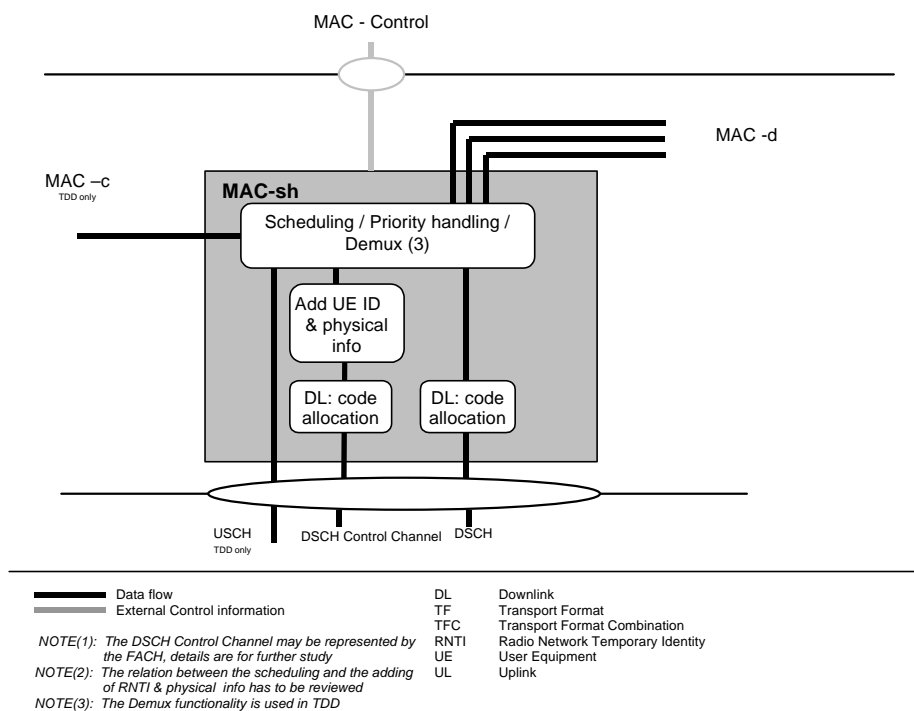 MAC - Control
MAC -d
MAC –c
TDD only
MAC-sh
Scheduling / Priority handling /
Demux (3)
Add UE ID
& physical
info
DL: code
allocation
DL: code
allocation
USCH
TDD only
DSCH Control Channel
DSCH
Data flow
External Control information
NOTE(1): The DSCH Control Channel may be represented by
the FACH, details are for further study
NOTE(2): The relation between the scheduling and the adding
of RNTI & physical info has to be reviewed
NOTE(3): The Demux functionality is used in TDD
DL Downlink
TF Transport Format
TFC Transport Format Combination
RNTI Radio Network Temporary Identity
UE User Equipment
UL Uplink